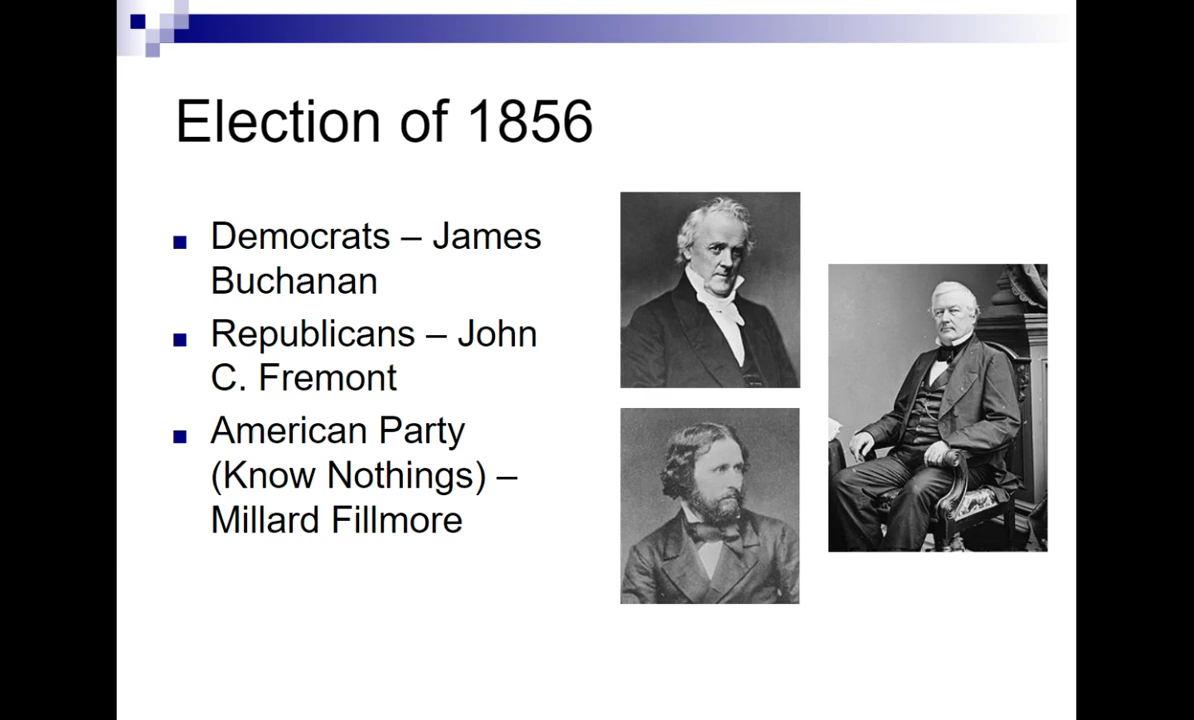 Election of 1856
Democrats – James
Buchanan
Republicans – John
C. Fremont
American Party
(Know Nothings) –
Millard Fillmore